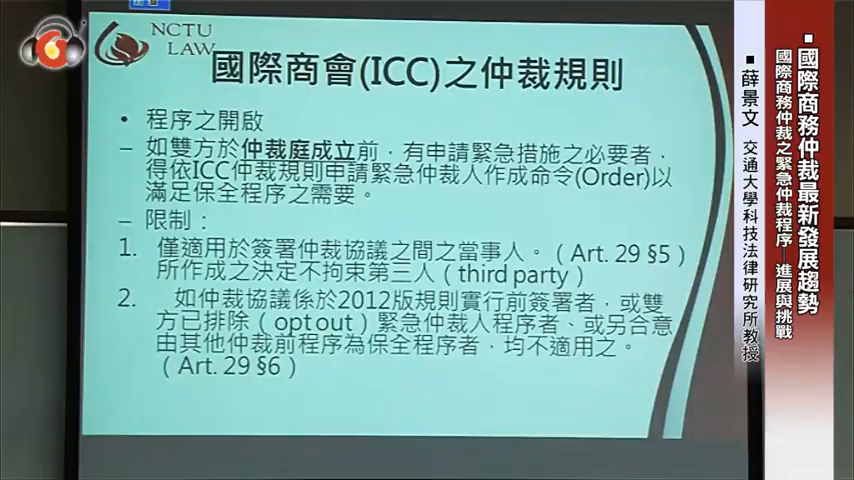 NCTU
LAW
國際商會(ICC)之仲裁規則
• 程序之開啟
– 如雙方於仲裁庭成立前，有申請緊急措施之必要者，
得依ICC仲裁規則申請緊急仲裁人作成命令(Order)以
滿足保全程序之需要。
– 限制：
1. 僅適用於簽署仲裁協議之間之當事人。（Art. 29 §5）
所作成之決定不拘束第三人（third party）
2. 如仲裁協議係於2012版規則實行前簽署者，或雙
方已排除（opt out）緊急仲裁人程序者、或另合意
由其他仲裁前程序為保全程序者，均不適用之。
（Art. 29 §6）
▪國際商務仲裁最新發展趨勢
國際商務仲裁之緊急仲裁程序—進展與挑戰
▪薛景文 交通大學科技法律研究所教授